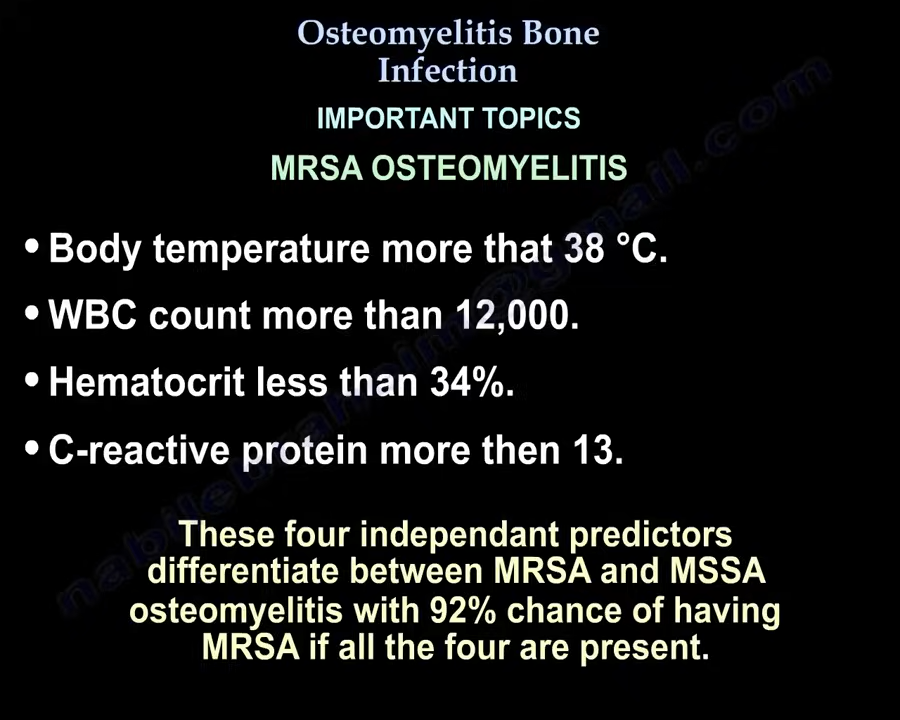 Osteomyelitis Bone
Infection
IMPORTANT TOPICS
MRSA OSTEOMYELITIS
• Body temperature more that 38 °C.
• WBC count more than 12,000.
• Hematocrit less than 34%.
• C-reactive protein more then 13.
These four independant predictors
differentiate between MRSA and MSSA
osteomyelitis with 92% chance of having
MRSA if all the four are present.